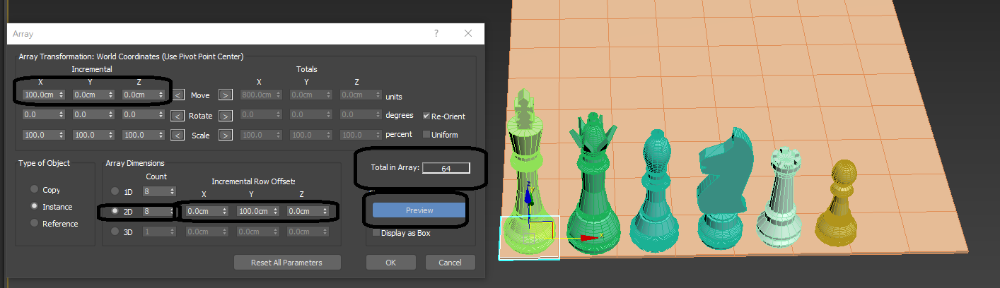 Array ?
Array Transformation: World Coordinates (Use Pivot Point Center)
Incremental Totals
X Y Z X Y Z
100.0cm 0.0cm 0.0cm < Move > 800.0cm 0.0cm 0.0cm units
0.0 0.0 0.0 < Rotate > 0.0 0.0 0.0 degrees Re-Orient
100.0 100.0 100.0 < Scale > 100.0 100.0 100.0 percent Uniform
Type of Object
Copy
Instance
Reference
Array Dimensions
Count
Incremental Row Offsets
1D 8 X Y Z
2D 8 0.0cm 100.0cm 0.0cm
3D 1 0.0cm 0.0cm 0.0cm
Total in Array: 64
Preview
Display as Box
Reset All Parameters OK Cancel
z
x